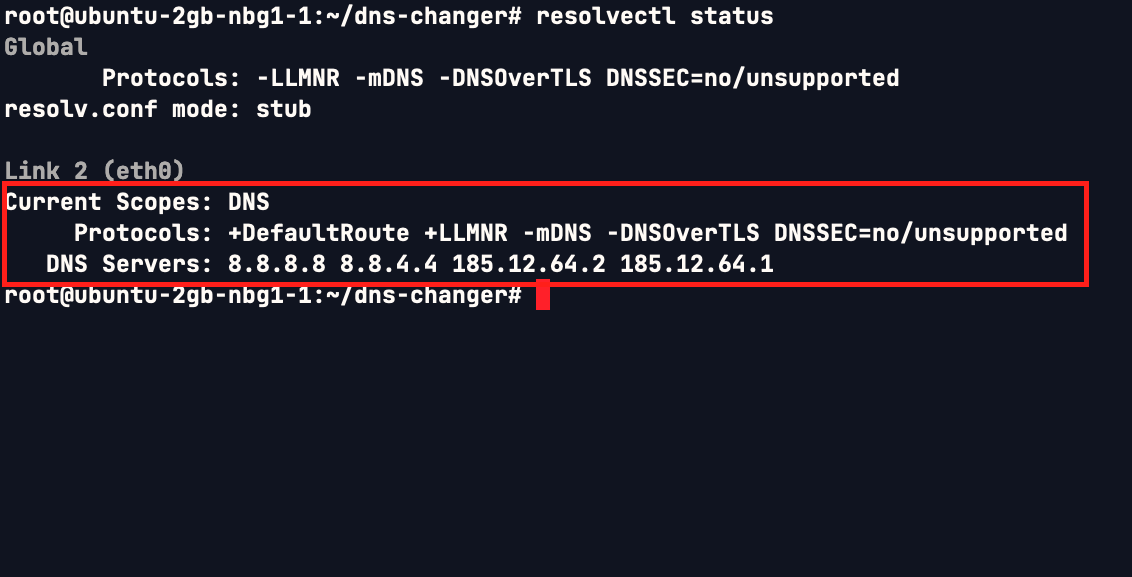 root@ubuntu-2gb-nbg1-1:~/dns-changer# resolvectl status
Global
Protocols: -LLMNR -mDNS -DNSOverTLS DNSSEC=no/unsupported
resolv.conf mode: stub
Link 2 (eth0)
Current Scopes: DNS
Protocols: +DefaultRoute +LLMNR -mDNS -DNSOverTLS DNSSEC=no/unsupported
DNS Servers: 8.8.8.8 8.8.4.4 185.12.64.2 185.12.64.1
root@ubuntu-2gb-nbg1-1:~/dns-changer#